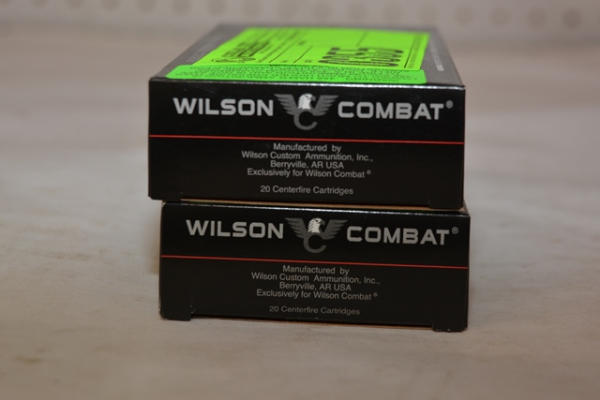 WILSON COMBAT®
Manufactured by
Wilson Custom Ammunition, Inc.,
Berryville, AR USA
Exclusively for Wilson Combat®
20 Centerfire Cartridges
WILSON COMBAT®
Manufactured by
Wilson Custom Ammunition, Inc.,
Berryville, AR USA
Exclusively for Wilson Combat®
20 Centerfire Cartridges